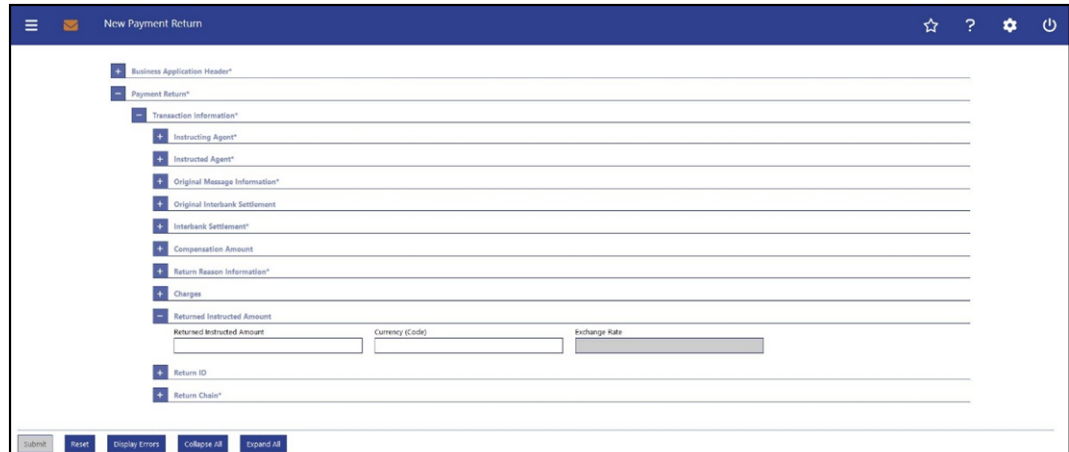 New Payment Return
Business Application Header*
Payment Return*
Transaction Information*
Instructing Agent*
Instructed Agent*
Original Message Information*
Original Interbank Settlement
Interbank Settlement*
Compensation Amount
Return Reason Information*
Charges
Returned Instructed Amount
Returned Instructed Amount Currency (Code) Exchange Rate
Return ID
Return Chain*
Submit Reset Display Errors Collapse All Expand All